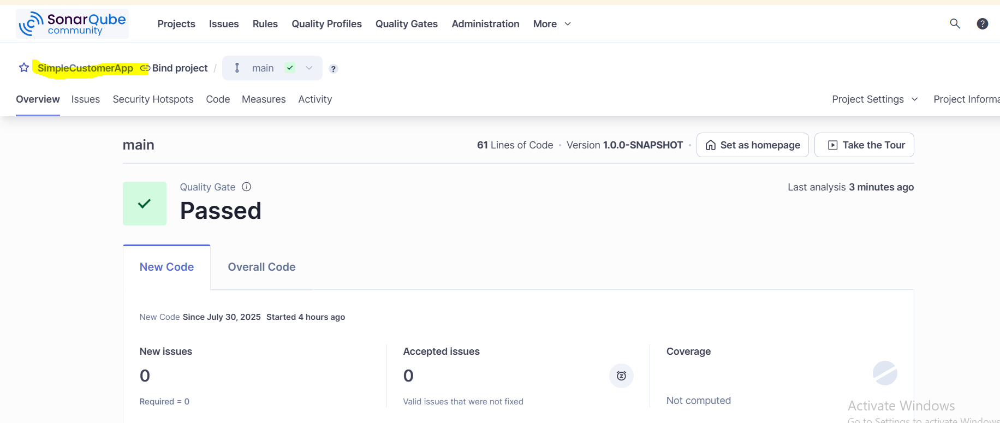 SonarQube
community
Projects Issues Rules Quality Profiles Quality Gates Administration More
?
SimpleCustomerApp Bind project / main ?
Overview Issues Security Hotspots Code Measures Activity Project Settings Project Informa
main
61 Lines of Code • Version 1.0.0-SNAPSHOT • Set as homepage Take the Tour
Quality Gate
Passed
Last analysis 3 minutes ago
New Code Overall Code
New Code Since July 30, 2025 Started 4 hours ago
New issues
0
Required = 0
Accepted issues
0
Valid issues that were not fixed
Coverage
Not computed
Activate Windows
Go to Settings to activate Windows